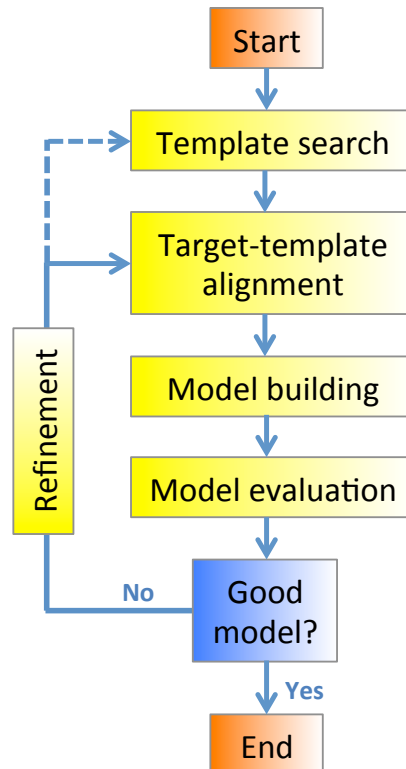 Start
Template search
Target-template
alignment
Model building
Refinement
Model evaluation
Good
model?
No
Yes
End